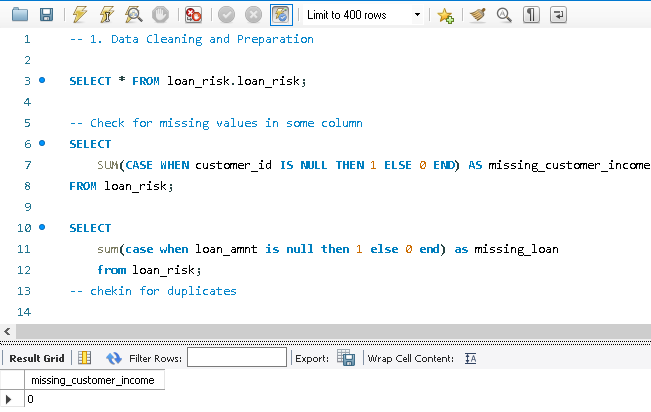 Limit to 400 rows
1 -- 1. Data Cleaning and Preparation
2
3 SELECT * FROM loan_risk.loan_risk;
4
5 -- Check for missing values in some column
6 SELECT
7 SUM(CASE WHEN customer_id IS NULL THEN 1 ELSE 0 END) AS missing_customer_income
8 FROM loan_risk;
9
10 SELECT
11 sum(case when loan_amnt is null then 1 else 0 end) as missing_loan
12 from loan_risk;
13 -- chekin for duplicates
14
Result Grid Filter Rows: Export: Wrap Cell Content:
missing_customer_income
0